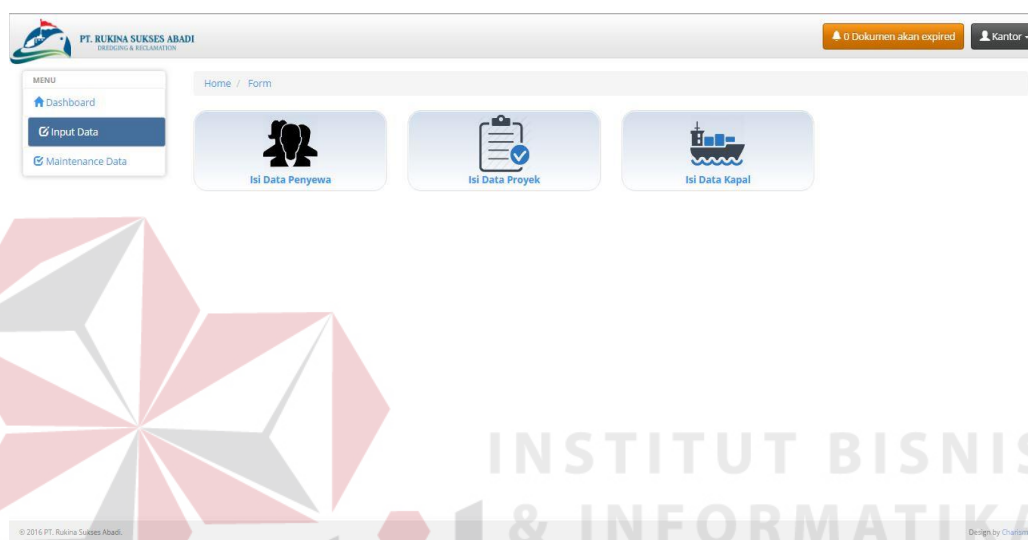 PT. RUKINA SUKSES ABADI
DREDGING & RECLAMATION
0 Dokumen akan expired
Kantor
MENU
Dashboard
Input Data
Maintenance Data
Home / Form
Isi Data Penyewa
Isi Data Proyek
Isi Data Kapal
INSTITUT BISNIS
& INFORMATIKA
© 2016 PT. Rukina Sukses Abadi.
Design by